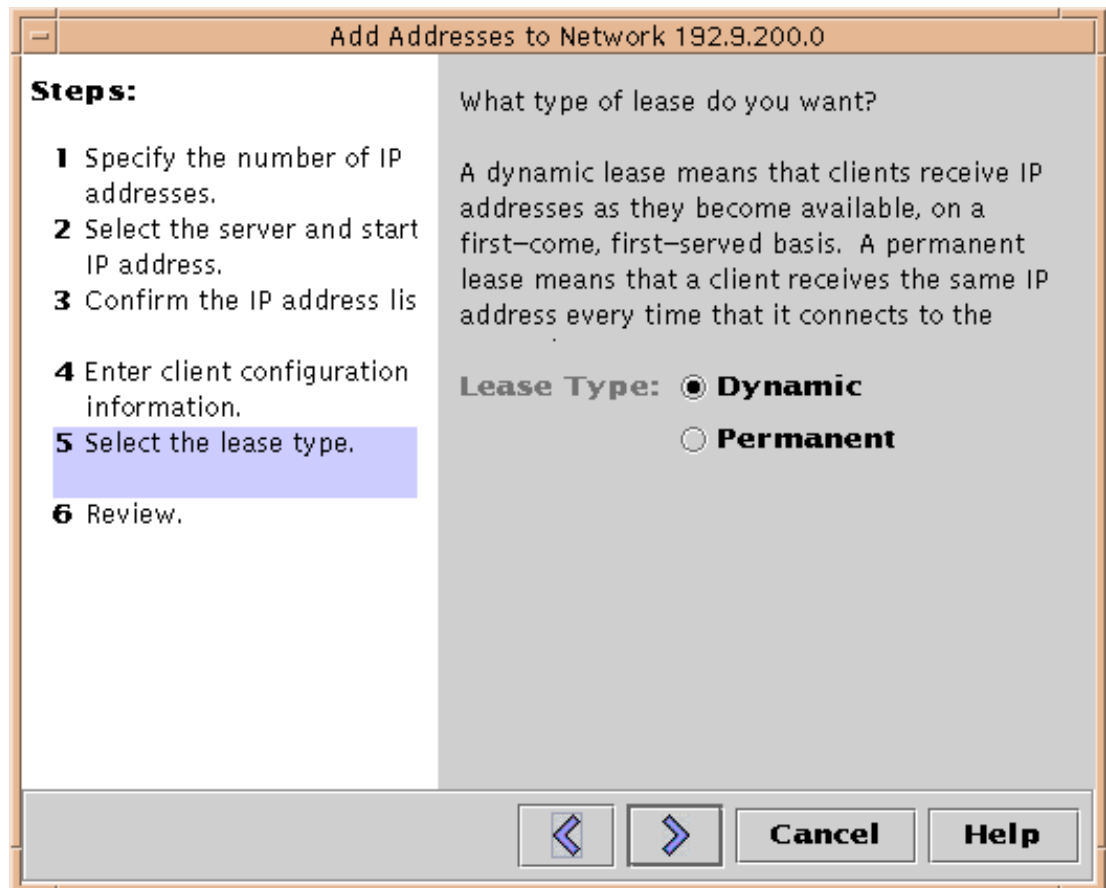 Add Addresses to Network 192.9.200.0
Steps:
1 Specify the number of IP
addresses.
2 Select the server and start
IP address.
3 Confirm the IP address lis
4 Enter client configuration
information.
5 Select the lease type.
6 Review.
What type of lease do you want?
A dynamic lease means that clients receive IP
addresses as they become available, on a
first–come, first–served basis. A permanent
lease means that a client receives the same IP
address every time that it connects to the
Lease Type: Dynamic
Permanent
Cancel Help